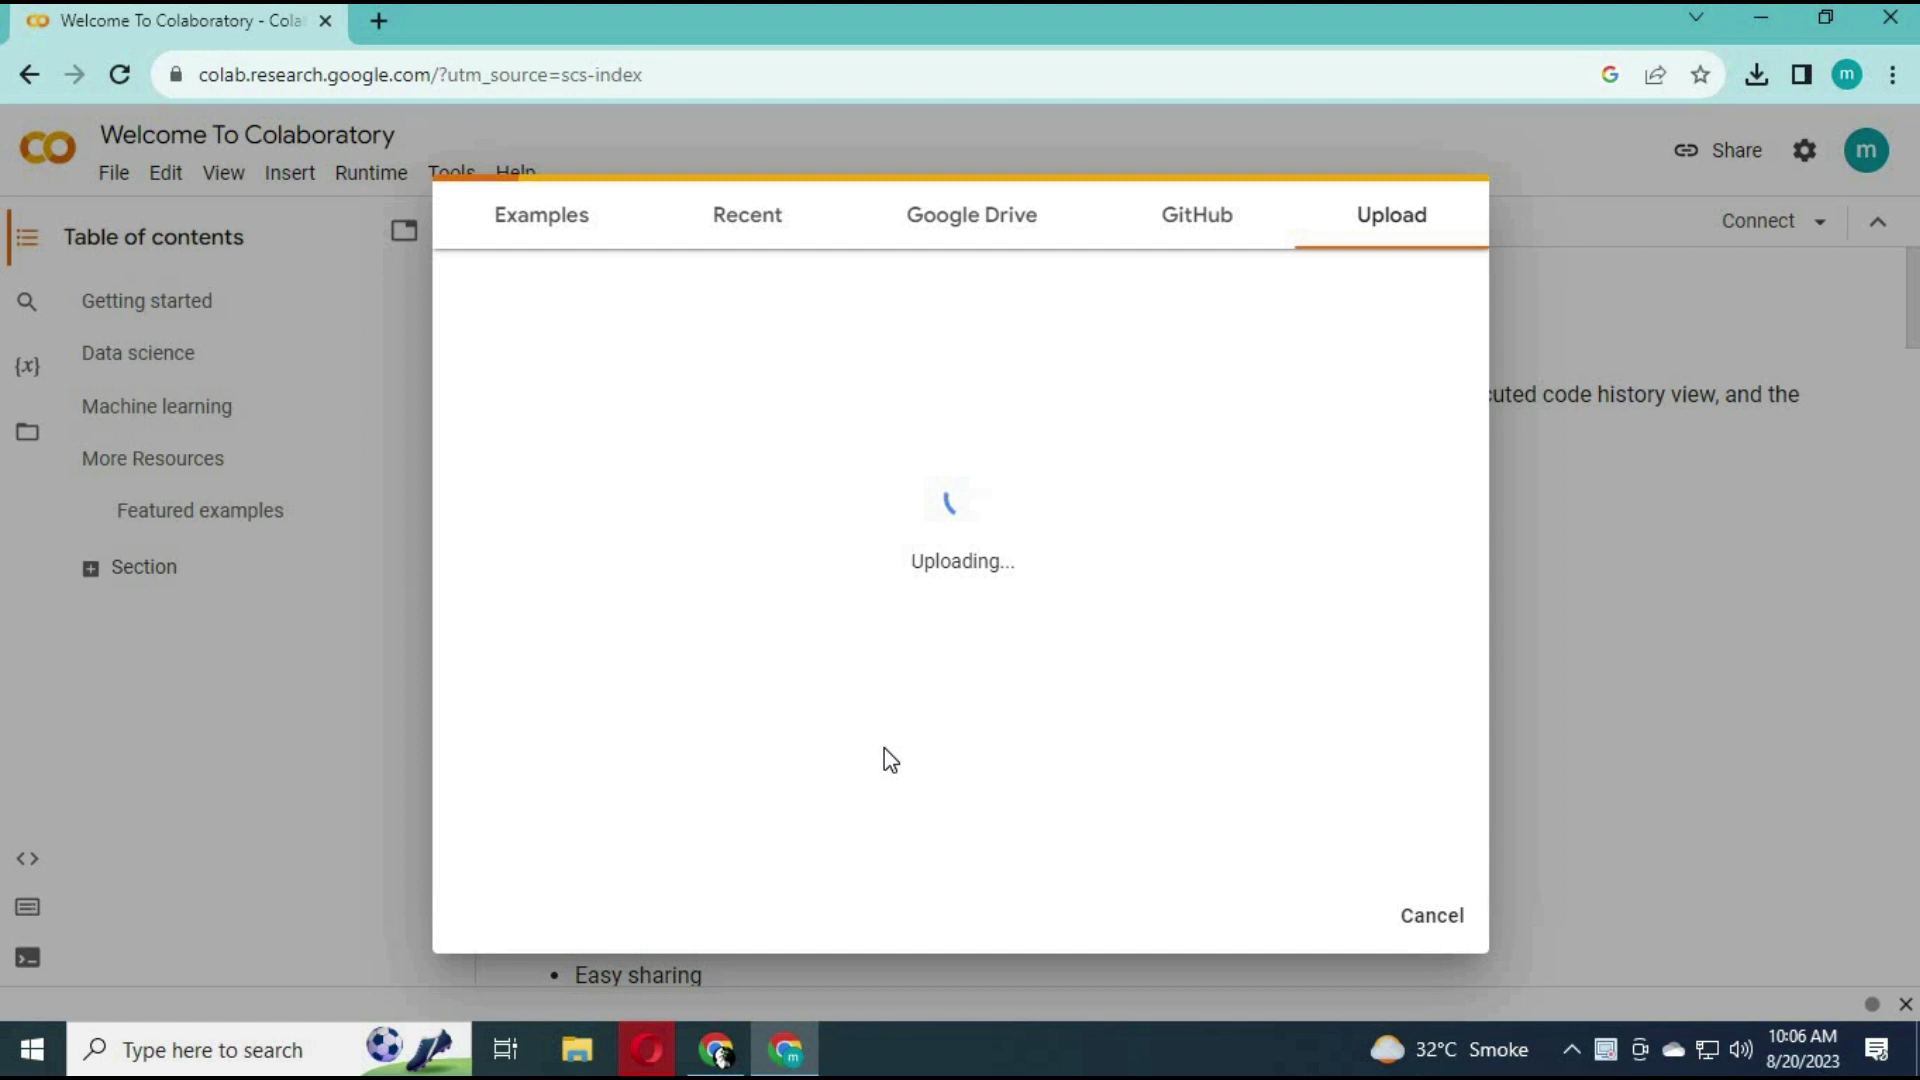 Welcome To Colaboratory - Cola
colab.research.google.com/?utm_source=scs-index
m
Welcome To Colaboratory
File Edit View Insert Runtime Tools Help
Share
m
Examples Recent Google Drive GitHub Upload
Connect
Table of contents
Getting started
Data science
{x}
Machine learning
cuted code history view, and the
More Resources
Featured examples
Section
Uploading...
Cancel
Easy sharing
Type here to search
m
32°C Smoke
10:06 AM
8/20/2023